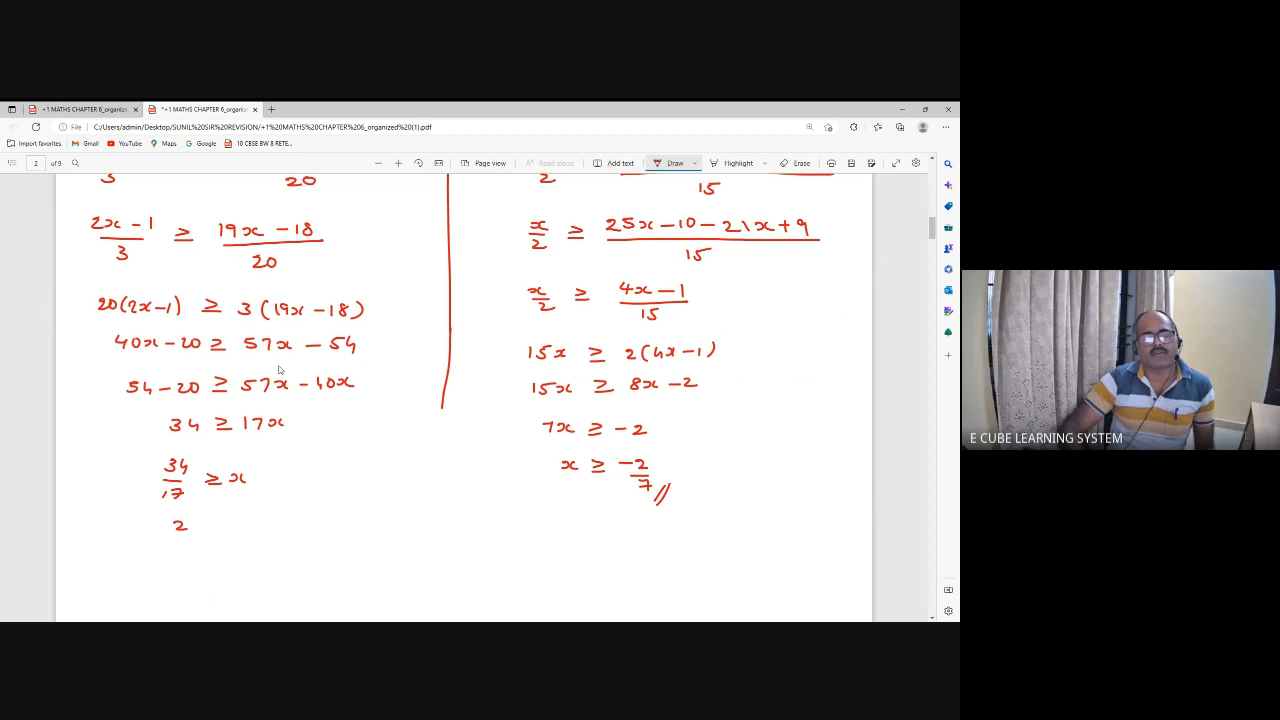 +1 MATHS CHAPTER 6_organize
*+1 MATHS CHAPTER 6_organiz
File
C:/Users/admin/Desktop/SUNIL%20SIR%20REVISION/+1%20MATHS%20CHAPTER%206_organized%20(1).pdf
Import favorites
Gmail
YouTube
Maps
Google
10 CBSE BW 8 RETE...
2 of 9
Page view
Read aloud
Add text
Draw
Highlight
Erase
3 20
2x - 1 / 3 ≥ 19x - 18 / 20
20(2x-1) ≥ 3(19x-18)
40x-20 ≥ 57x - 54
54-20 ≥ 57x - 40x
34 ≥ 17x
34/17 ≥ x
2
x/2 15
x/2 ≥ 25x-10-21x+9 / 15
x/2 ≥ 4x-1 / 15
15x ≥ 2(4x-1)
15x ≥ 8x-2
7x ≥ -2
x ≥ -2/7 //
E CUBE LEARNING SYSTEM